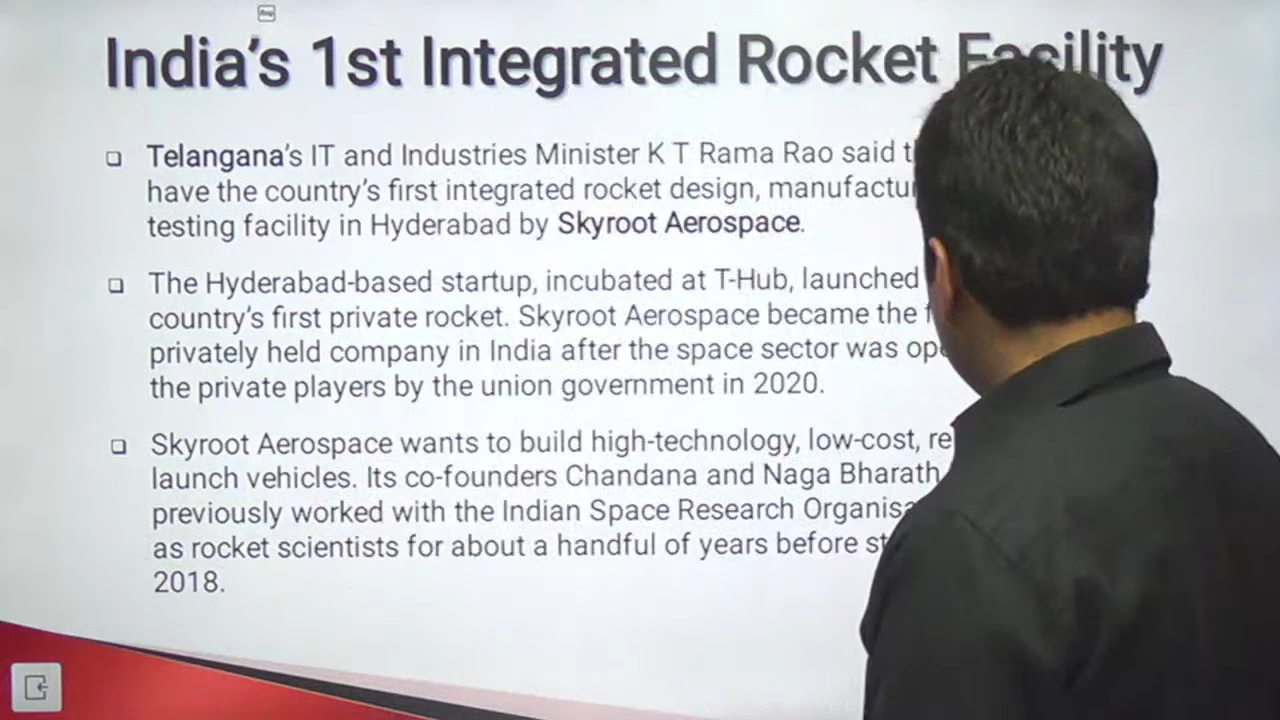 India's 1st Integrated Rocket Facility
Telangana's IT and Industries Minister K T Rama Rao said
have the country's first integrated rocket design,
testing facility in Hyderabad by Skyroot Aerospace.
The Hyderabad-based startup, incubated at T-Hub, launched
country's first private rocket. Skyroot Aerospace became the
privately held company in India after the space sector was
the private players by the union government in 2020.
Skyroot Aerospace wants to build high-technology, low-cost,
launch vehicles. Its co-founders Chandana and Naga Bharath
previously worked with the Indian Space Research
as rocket scientists for about a handful of years before
2018.